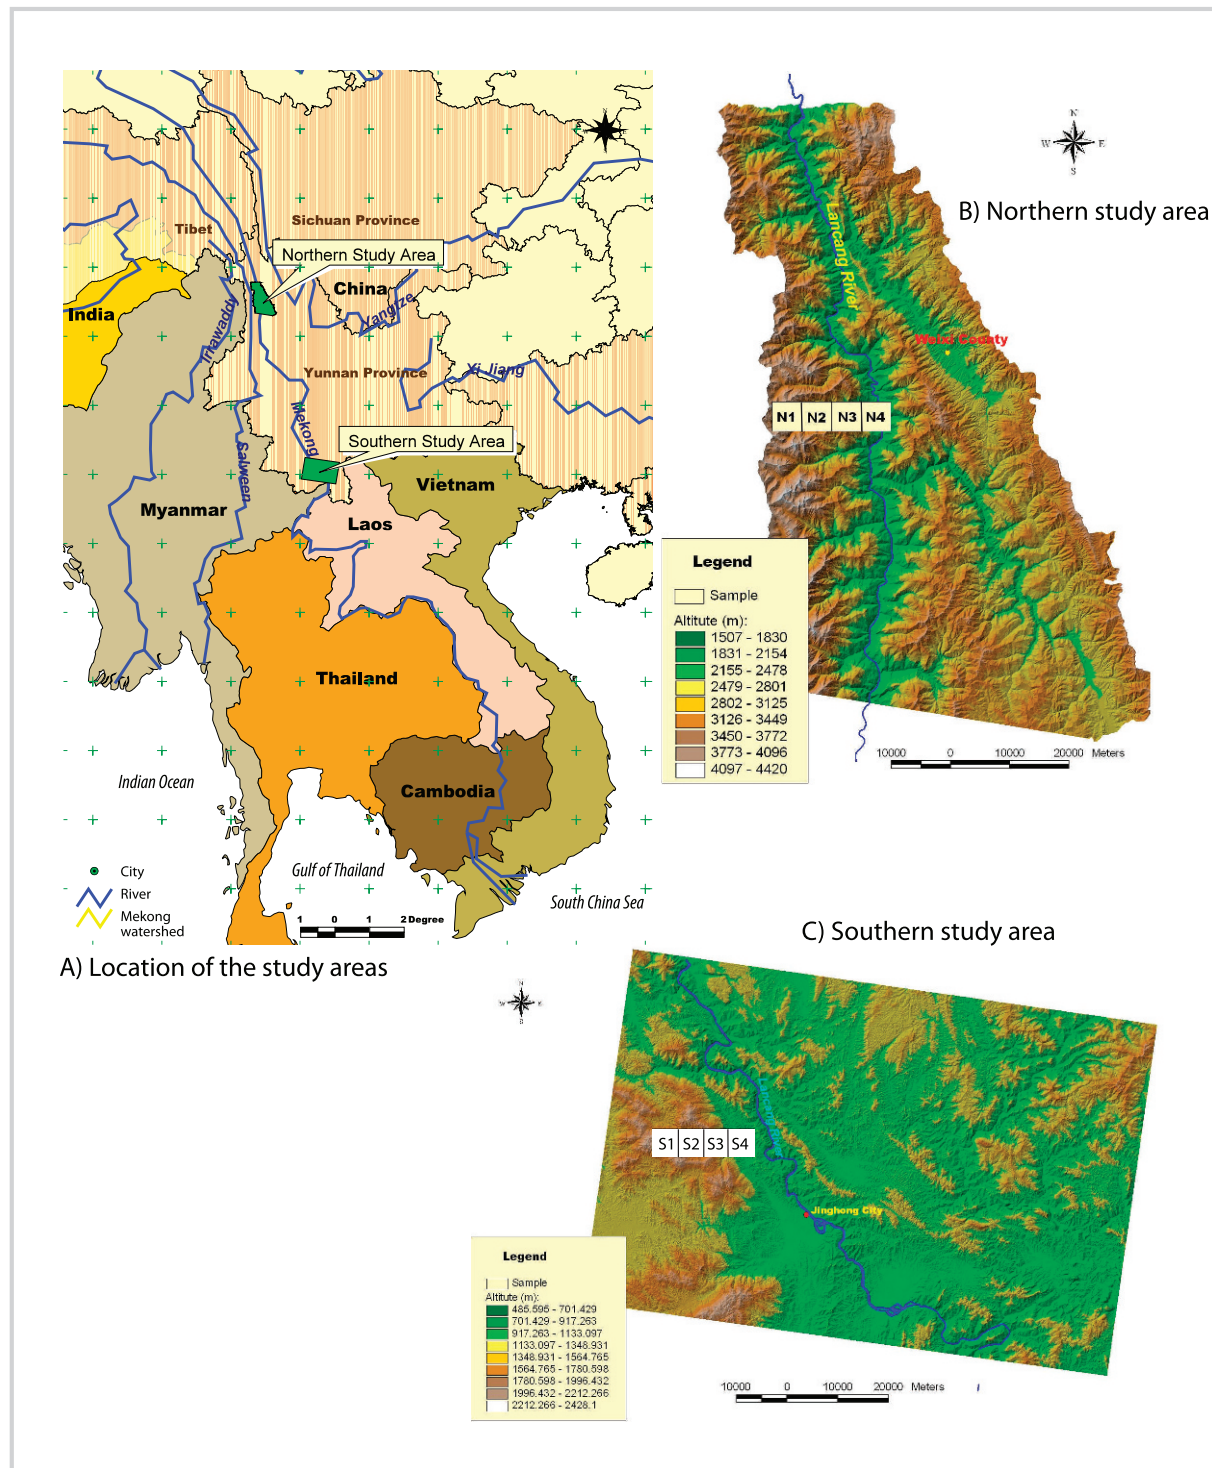 Sichuan Province
Tibet
Northern Study Area
China
India
Irrawaddy
Yangtze
Yunnan Province
Xi Jiang
Mekong
Southern Study Area
Salween
Vietnam
Myanmar
Laos
Thailand
Indian Ocean
Cambodia
City
River
Mekong
watershed
Gulf of Thailand
South China Sea
1 0 1 2 Degree
A) Location of the study areas
N
W E
S
B) Northern study area
Lancang River
Weixi County
N1 N2 N3 N4
Legend
Sample
Altitute (m):
1507 - 1830
1831 - 2154
2155 - 2478
2479 - 2801
2802 - 3125
3126 - 3449
3450 - 3772
3773 - 4096
4097 - 4420
10000 0 10000 20000 Meters
C) Southern study area
S1 S2 S3 S4
Jinghong City
Legend
Sample
Altitute (m):
485.595 - 701.429
701.429 - 917.263
917.263 - 1133.097
1133.097 - 1348.931
1348.931 - 1564.765
1564.765 - 1780.598
1780.598 - 1996.432
1996.432 - 2212.266
2212.266 - 2428.1
10000 0 10000 20000 Meters